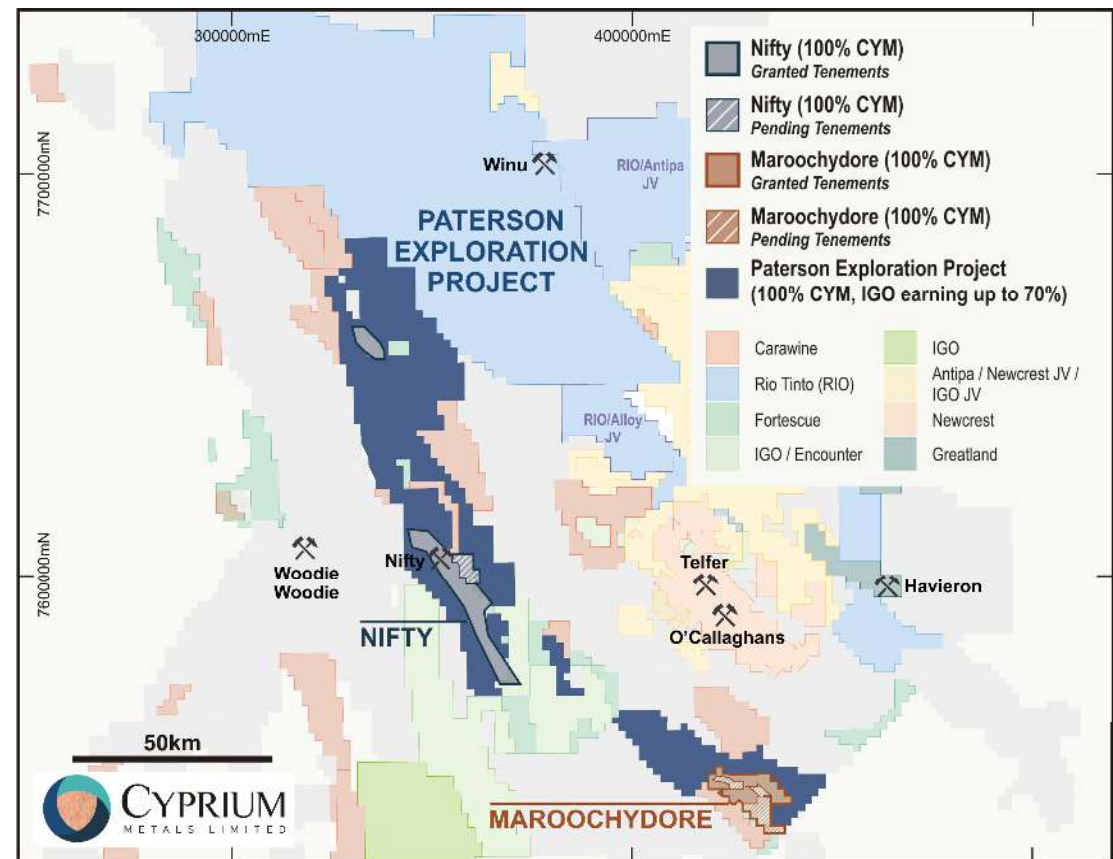 300000mE
400000mE
7700000mN
7600000mN
Nifty (100% CYM)
Granted Tenements
Nifty (100% CYM)
Pending Tenements
Maroochydore (100% CYM)
Granted Tenements
Maroochydore (100% CYM)
Pending Tenements
Paterson Exploration Project
(100% CYM, IGO earning up to 70%)
Carawine
Rio Tinto (RIO)
Fortescue
IGO / Encounter
IGO
Antipa / Newcrest JV /
IGO JV
Newcrest
Greatland
Winu
RIO/Antipa
JV
PATERSON
EXPLORATION
PROJECT
RIO/Alloy
JV
Woodie
Woodie
Nifty
Telfer
O'Callaghans
Havieron
NIFTY
MAROOCHYDORE
50km
CYPRIUM
METALS LIMITED